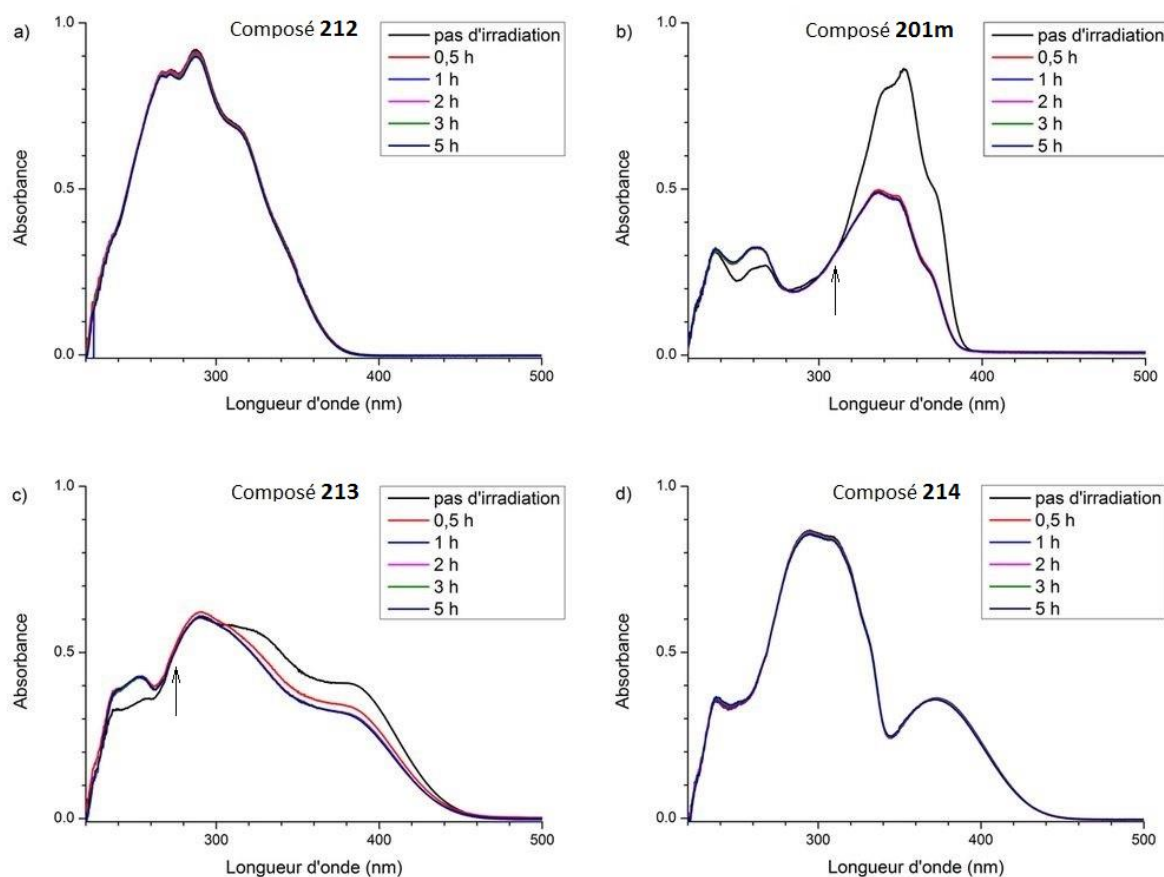 a)
Composé 212
pas d'irradiation
0,5 h
1 h
2 h
3 h
5 h
1.0
0.5
0.0
Absorbance
300
400
500
Longueur d'onde (nm)
b)
Composé 201m
pas d'irradiation
0,5 h
1 h
2 h
3 h
5 h
1.0
0.5
0.0
Absorbance
300
400
500
Longueur d'onde (nm)
c)
Composé 213
pas d'irradiation
0,5 h
1 h
2 h
3 h
5 h
1.0
0.5
0.0
Absorbance
300
400
500
Longueur d'onde (nm)
d)
Composé 214
pas d'irradiation
0,5 h
1 h
2 h
3 h
5 h
1.0
0.5
0.0
Absorbance
300
400
500
Longueur d'onde (nm)